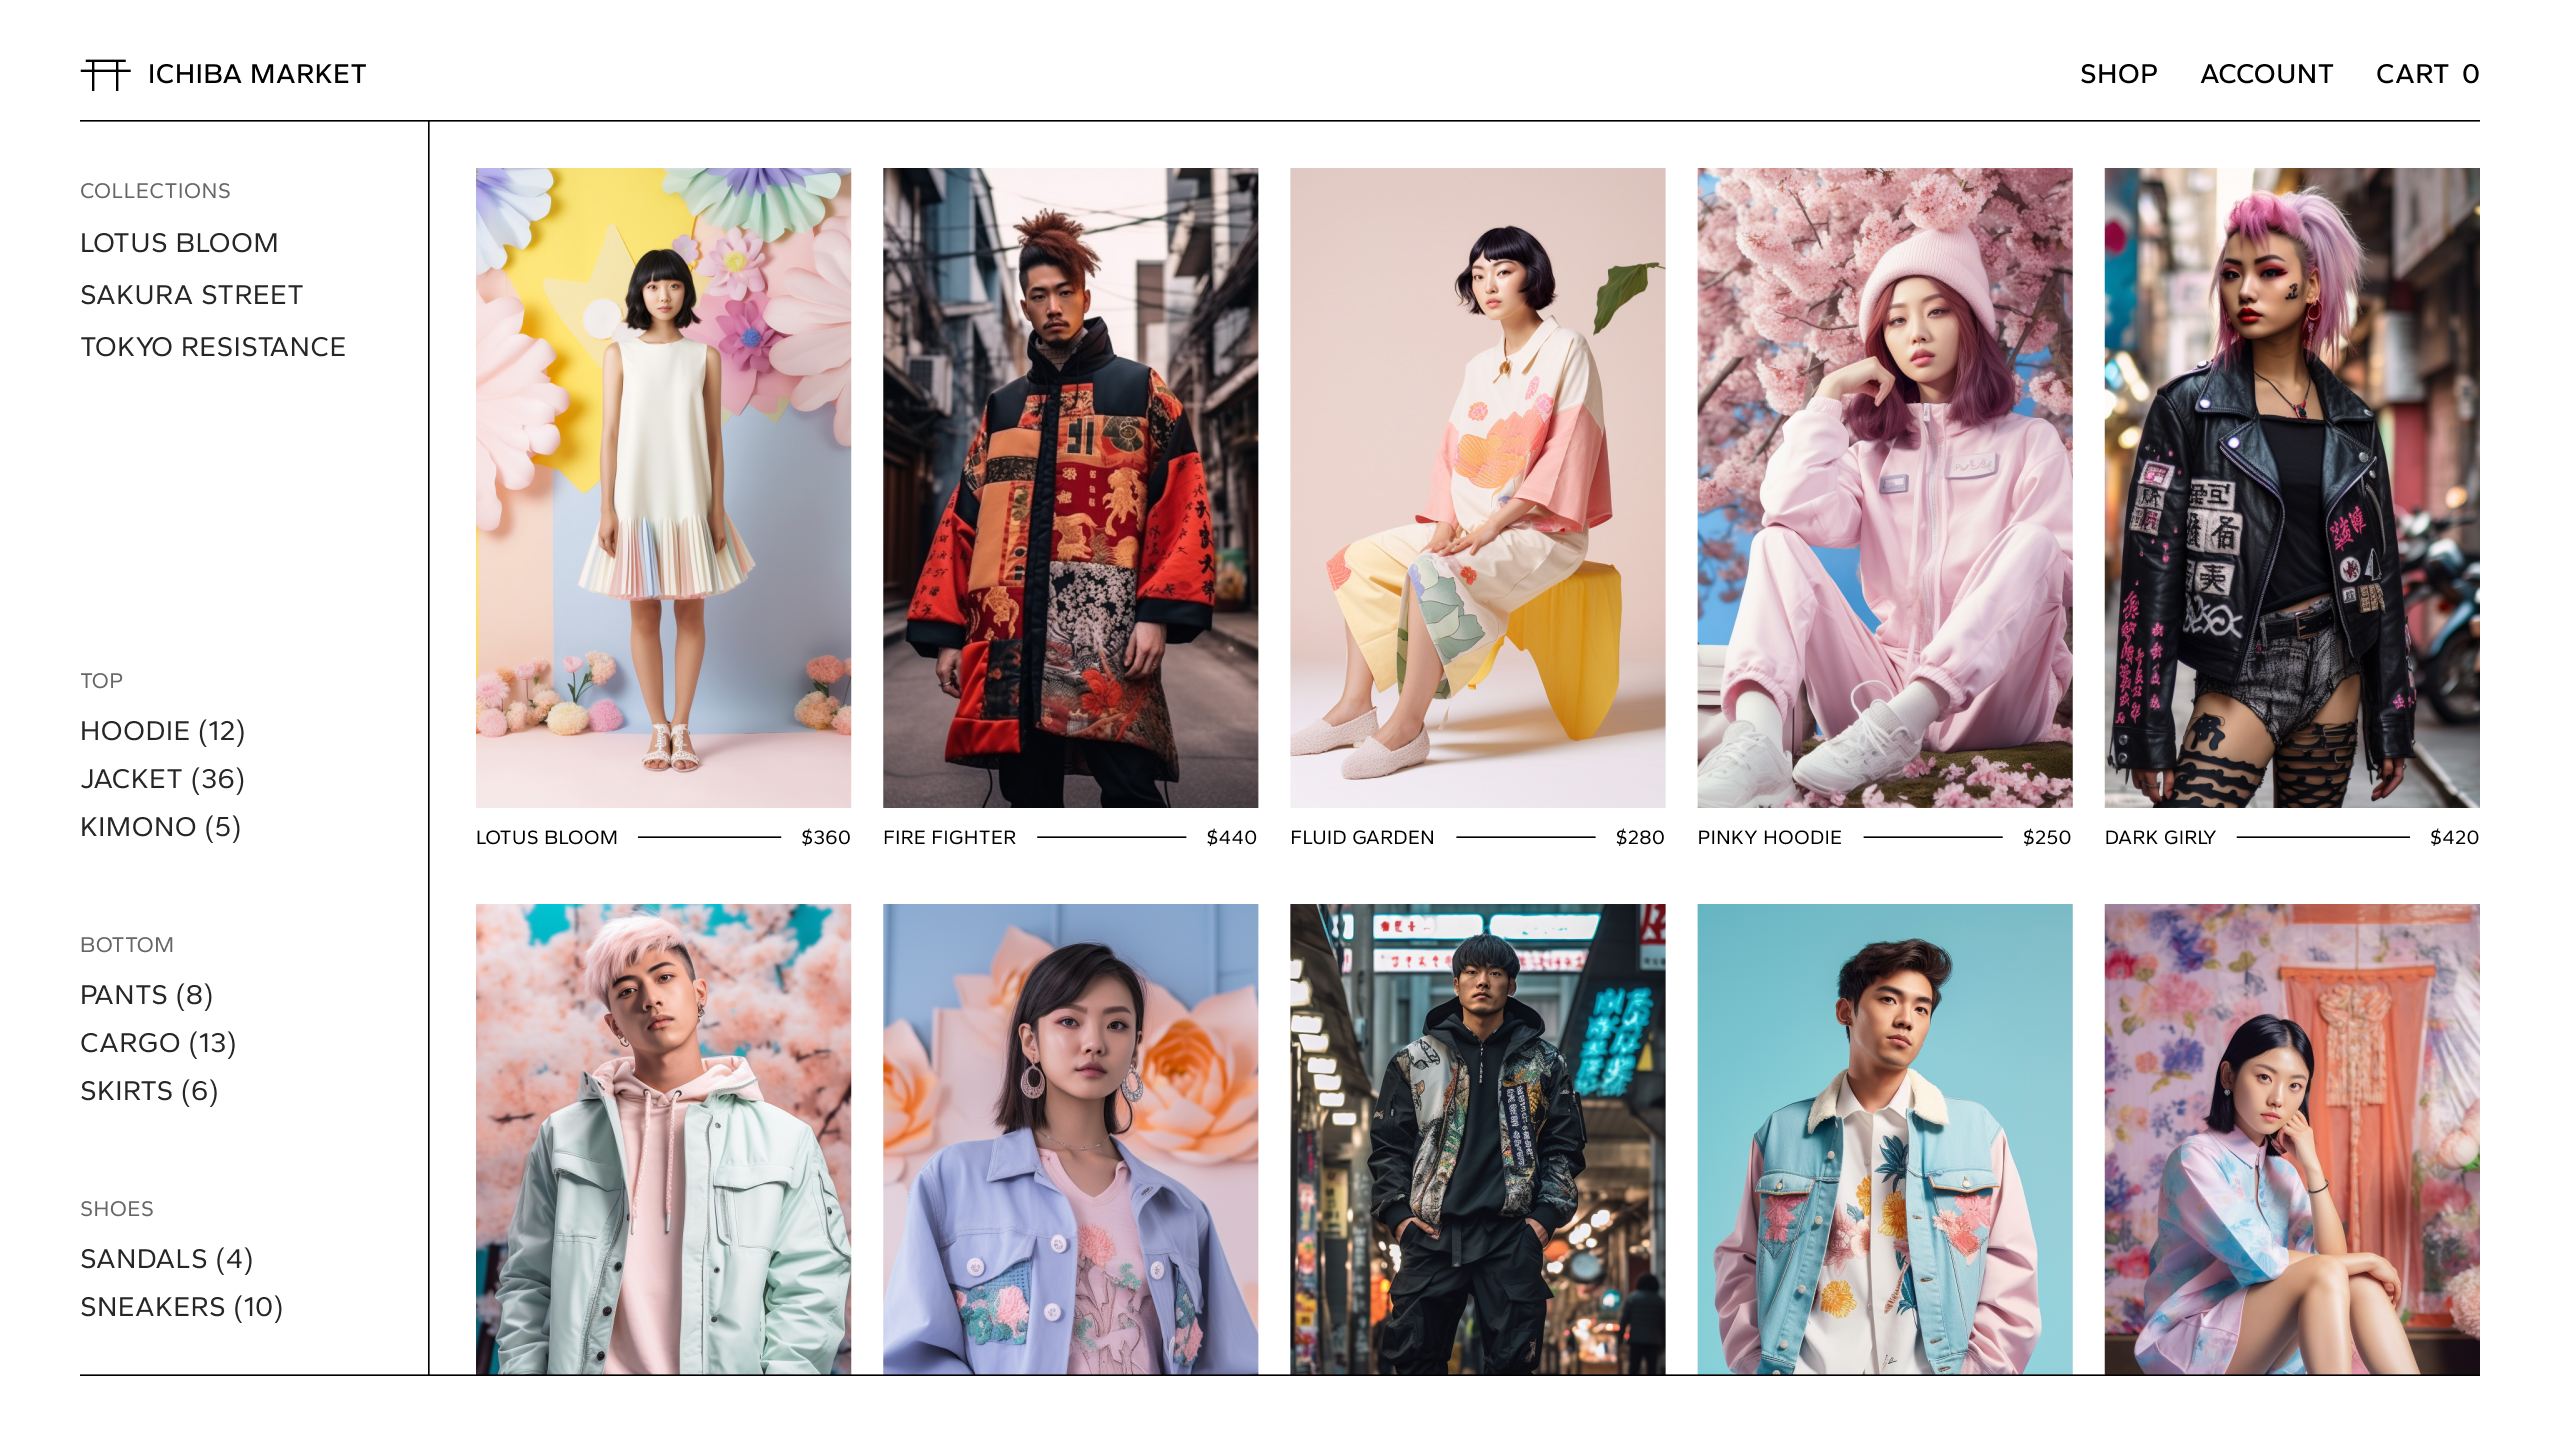 ICHIBA MARKET
SHOP ACCOUNT CART 0
COLLECTIONS
LOTUS BLOOM
SAKURA STREET
TOKYO RESISTANCE
TOP
HOODIE (12)
JACKET (36)
KIMONO (5)
BOTTOM
PANTS (8)
CARGO (13)
SKIRTS (6)
SHOES
SANDALS (4)
SNEAKERS (10)
LOTUS BLOOM $360
FIRE FIGHTER $440
FLUID GARDEN $280
PINKY HOODIE $250
DARK GIRLY $420